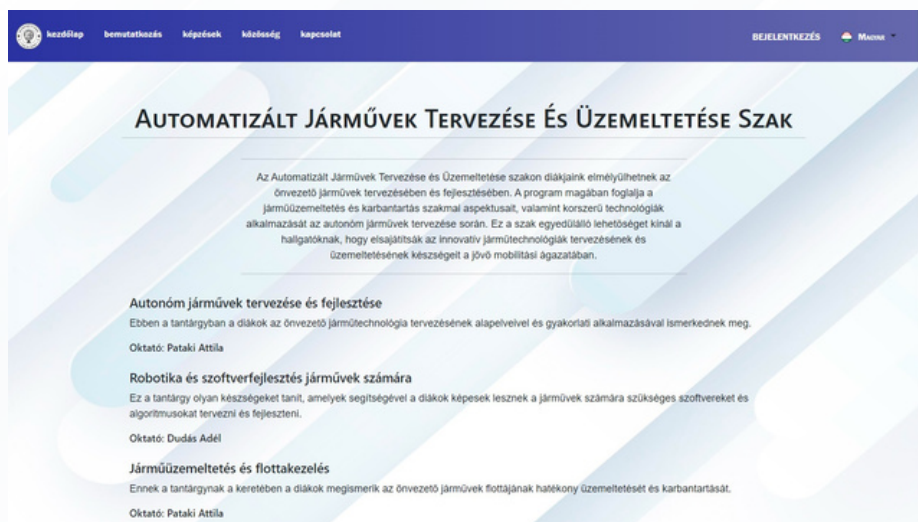 kezdőlap bemutatkozás képzések közösség kapcsolat BEJELENTKEZÉS Magyar
Automatizált Járművek Tervezése És Üzemeltetése Szak
Az Automatizált Járművek Tervezése és Üzemeltetése szakon diákjaink elmélyülhetnek az
önvezető járművek tervezésében és fejlesztésében. A program magában foglalja a
járműüzemeltetés és karbantartás szakmai aspektusait, valamint korszerű technológiák
alkalmazását az autonóm járművek tervezése során. Ez a szak egyedülálló lehetőséget kínál a
hallgatóknak, hogy elsajátítsák az innovatív járműtechnológiák tervezésének és
üzemeltetésének készségeit a jövő mobilitási ágazatában.
Autonóm járművek tervezése és fejlesztése
Ebben a tantárgyban a diákok az önvezető járműtechnológia tervezésének alapelveivel és gyakorlati alkalmazásával ismerkednek meg.
Oktató: Pataki Attila
Robotika és szoftverfejlesztés járművek számára
Ez a tantárgy olyan készségeket tanít, amelyek segítségével a diákok képesek lesznek a járművek számára szükséges szoftvereket és
algoritmusokat tervezni és fejleszteni.
Oktató: Dudás Adél
Járműüzemeltetés és flottakezelés
Ennek a tantárgynak a keretében a diákok megismerik az önvezető járművek flottájának hatékony üzemeltetését és karbantartását.
Oktató: Pataki Attila